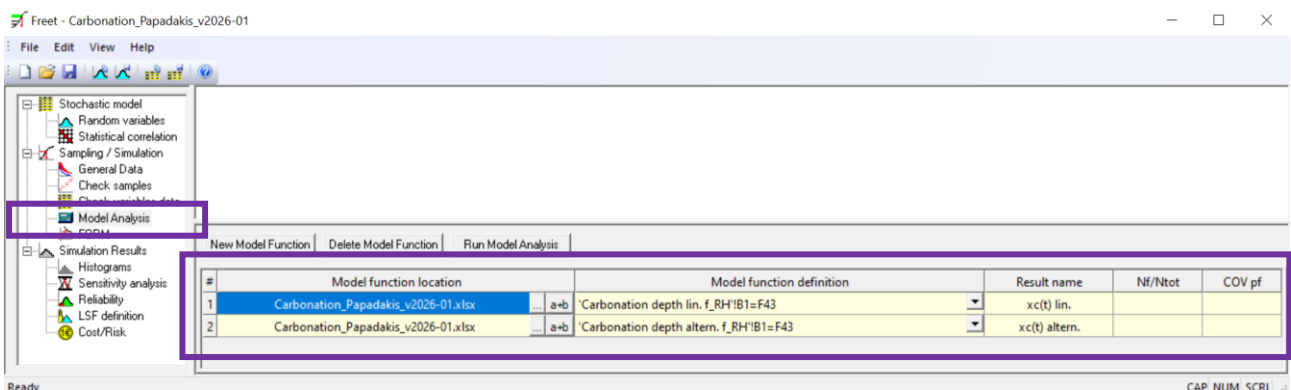 Freet - Carbonation_Papadakis_v2026-01
File Edit View Help
Stochastic model
Random variables
Statistical correlation
Sampling / Simulation
General Data
Check samples
Check variables data
Model Analysis
FORM
Simulation Results
Histograms
Sensitivity analysis
Reliability
LSF definition
Cost/Risk
New Model Function Delete Model Function Run Model Analysis
# Model function location Model function definition Result name Nf/Ntot COV pf
1 Carbonation_Papadakis_v2026-01.xlsx ... a+b 'Carbonation depth lin. f_RH'!B1=F43 xc(t) lin.
2 Carbonation_Papadakis_v2026-01.xlsx ... a+b 'Carbonation depth altern. f_RH'!B1=F43 xc(t) altern.
Ready CAP NUM SCRL